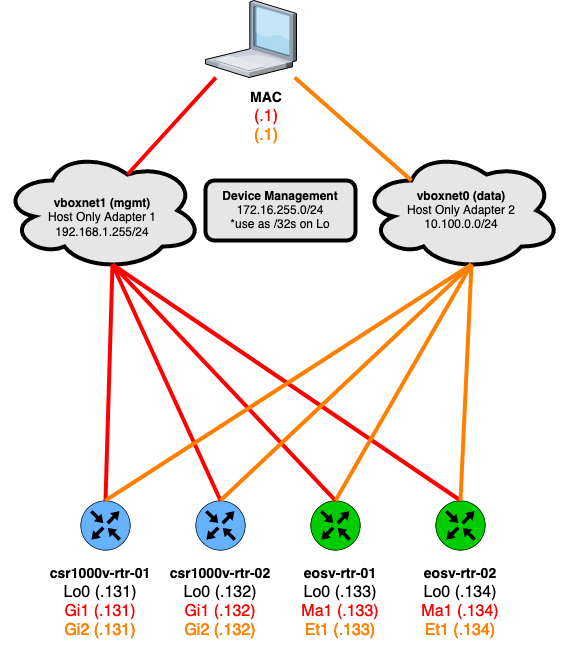 MAC
(.1)
(.1)
vboxnet1 (mgmt)
Host Only Adapter 1
192.168.1.255/24
Device Management
172.16.255.0/24
*use as /32s on Lo
vboxnet0 (data)
Host Only Adapter 2
10.100.0.0/24
csr1000v-rtr-01
Lo0 (.131)
Gi1 (.131)
Gi2 (.131)
csr1000v-rtr-02
Lo0 (.132)
Gi1 (.132)
Gi2 (.132)
eosv-rtr-01
Lo0 (.133)
Ma1 (.133)
Et1 (.133)
eosv-rtr-02
Lo0 (.134)
Ma1 (.134)
Et1 (.134)